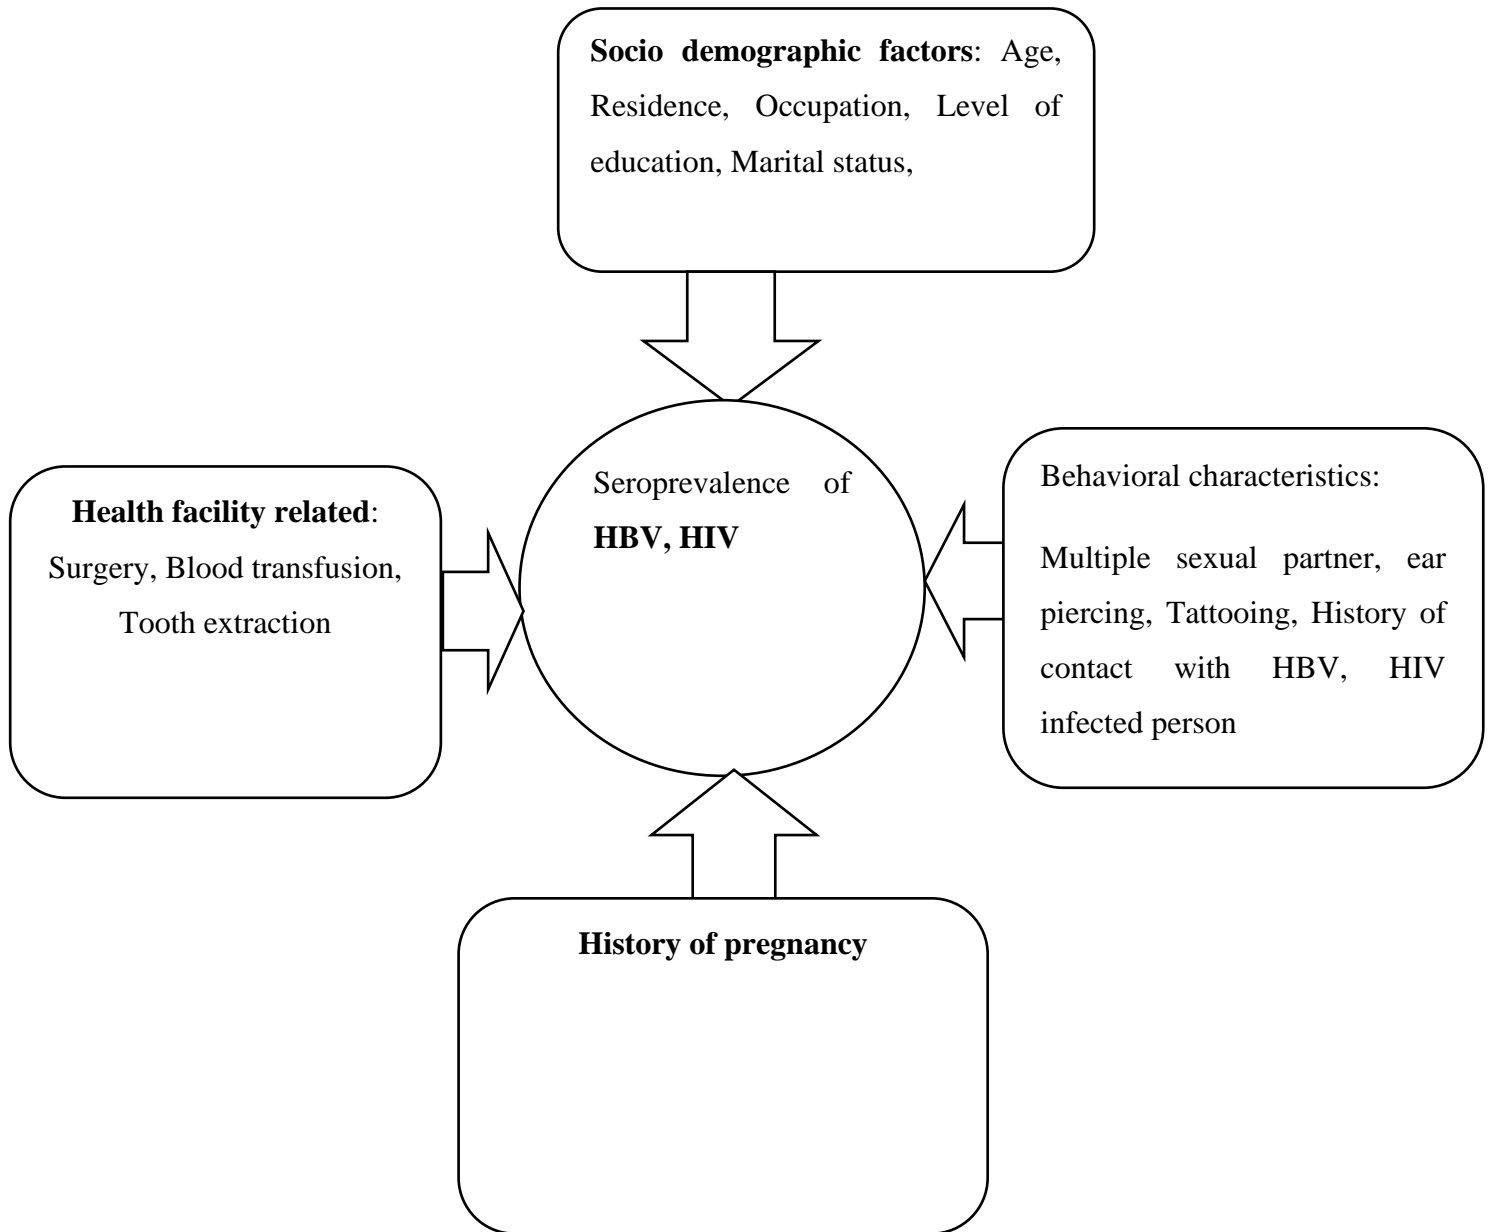 Socio demographic factors: Age,
Residence, Occupation, Level of
education, Marital status,
Seroprevalence of
HBV, HIV
Health facility related:
Surgery, Blood transfusion,
Tooth extraction
Behavioral characteristics:
Multiple sexual partner, ear
piercing, Tattooing, History of
contact with HBV, HIV
infected person
History of pregnancy